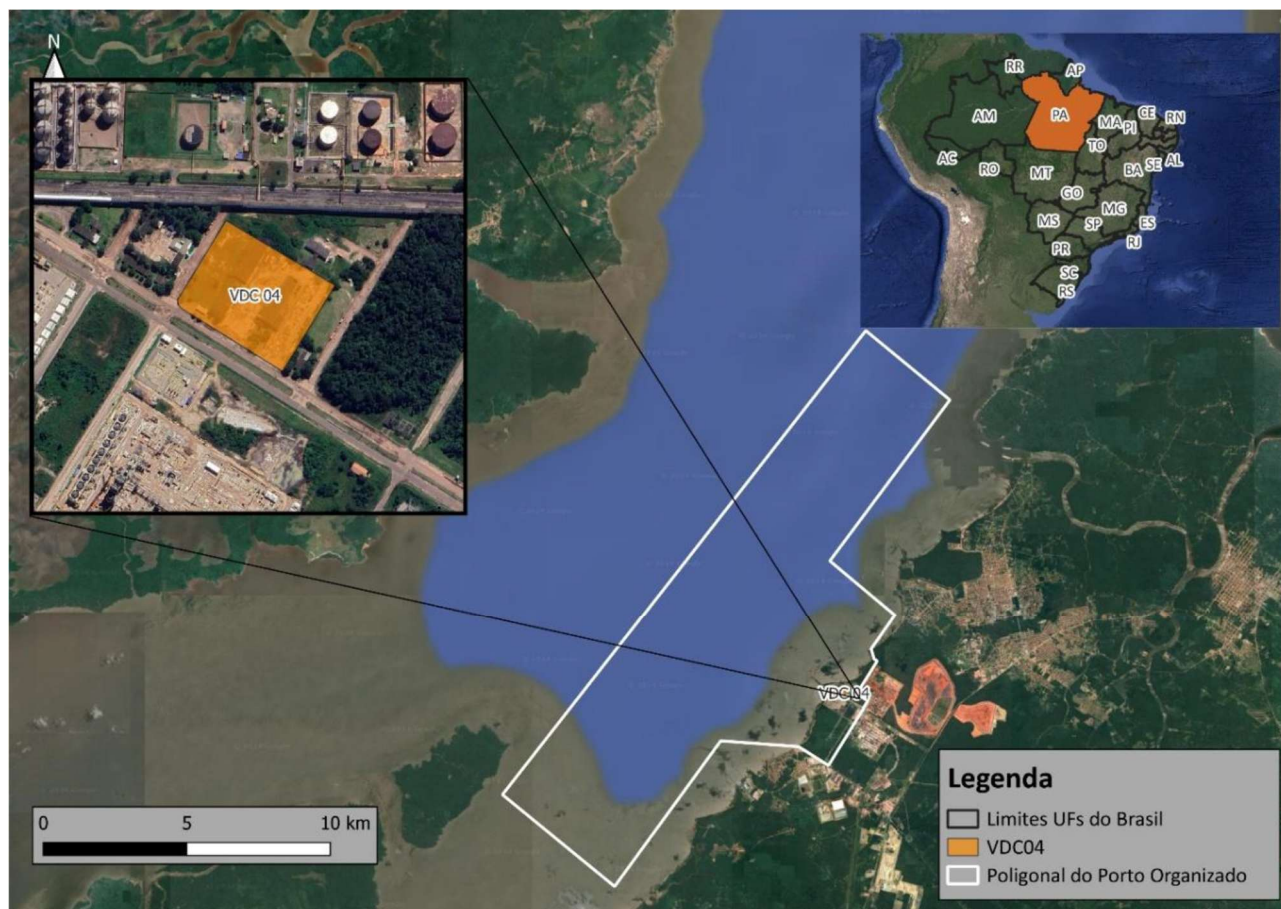 N
VDC 04
RR
AP
AM
PA
MA
CE
RN
PI
TO
AC
RO
MT
BA
SE
AL
GO
MG
MS
SP
ES
RJ
PR
SC
RS
VDC 04
0 5 10 km
Legenda
Limites UFs do Brasil
VDC04
Poligonal do Porto Organizado